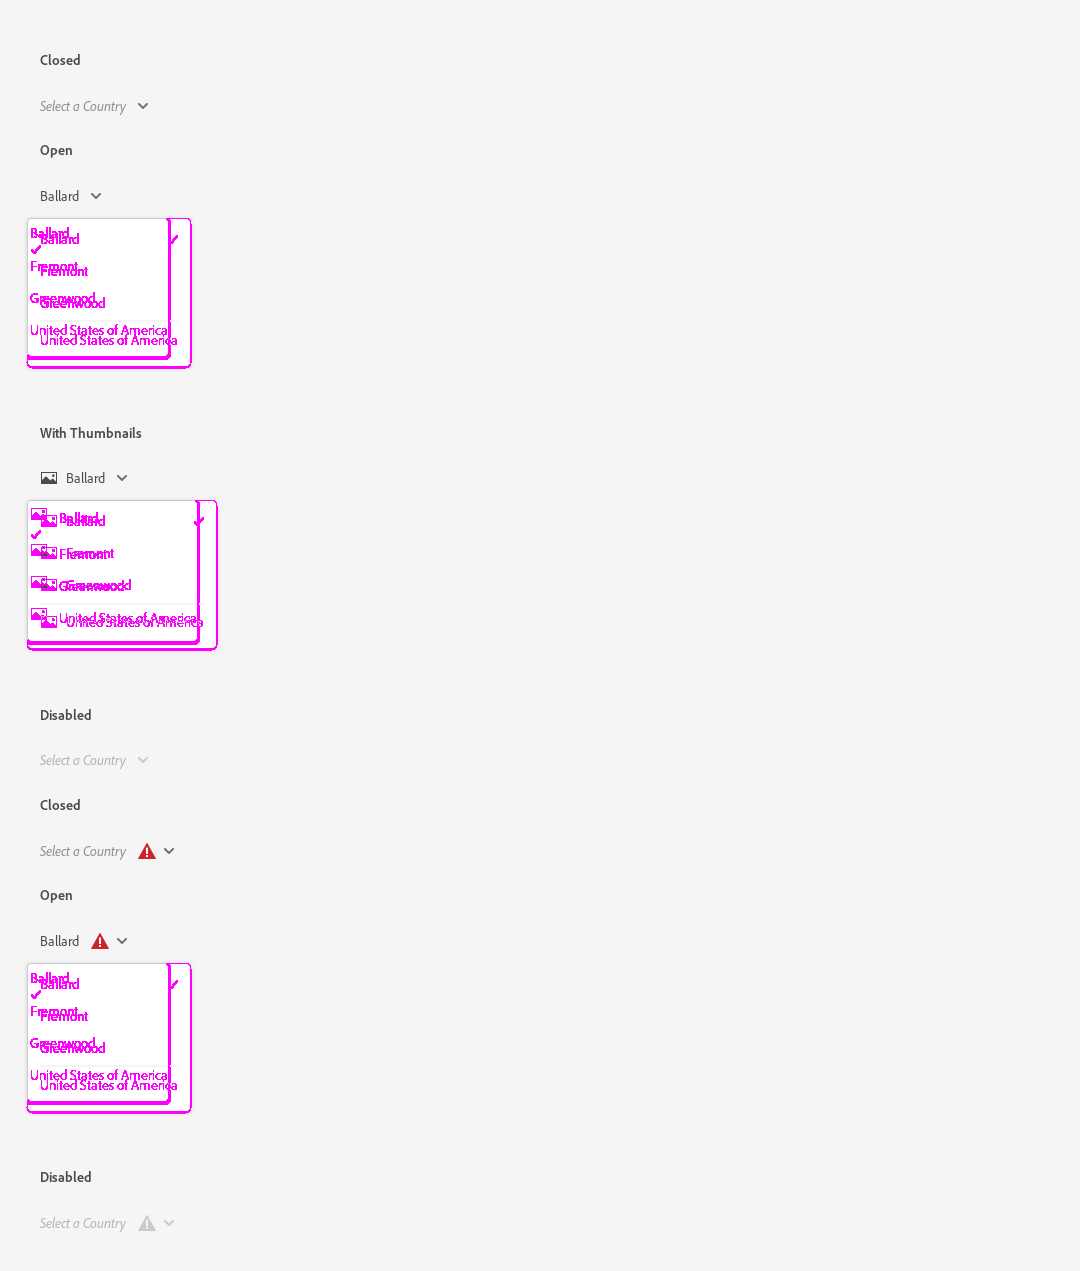 Closed
Select a Country
Open
Ballard
Ballard
Ballard
Fremont
Fremont
Greenwood
Greenwood
United States of America
United States of America
With Thumbnails
Ballard
Ballard
Ballard
Fremont
Fremont
Greenwood
Greenwood
United States of America
United States of America
Disabled
Select a Country
Closed
Select a Country
Open
Ballard
Ballard
Ballard
Fremont
Fremont
Greenwood
Greenwood
United States of America
United States of America
Disabled
Select a Country